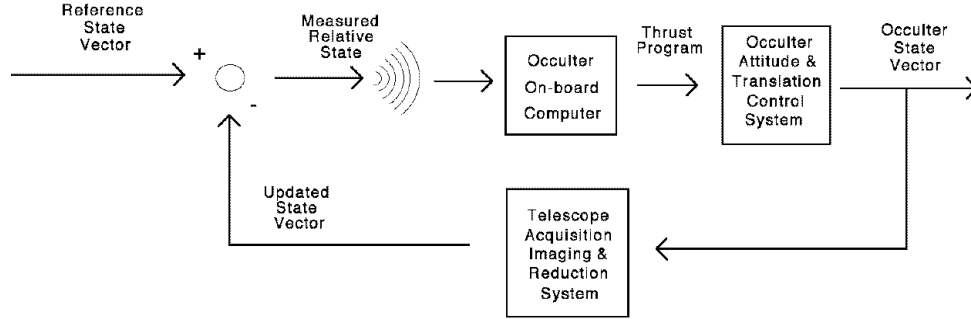 Reference
State
Vector
+
-
Measured
Relative
State
Occulter
On-board
Computer
Thrust
Program
Occulter
Attitude &
Translation
Control
System
Occulter
State
Vector
Updated
State
Vector
Telescope
Acquisition
Imaging &
Reduction
System